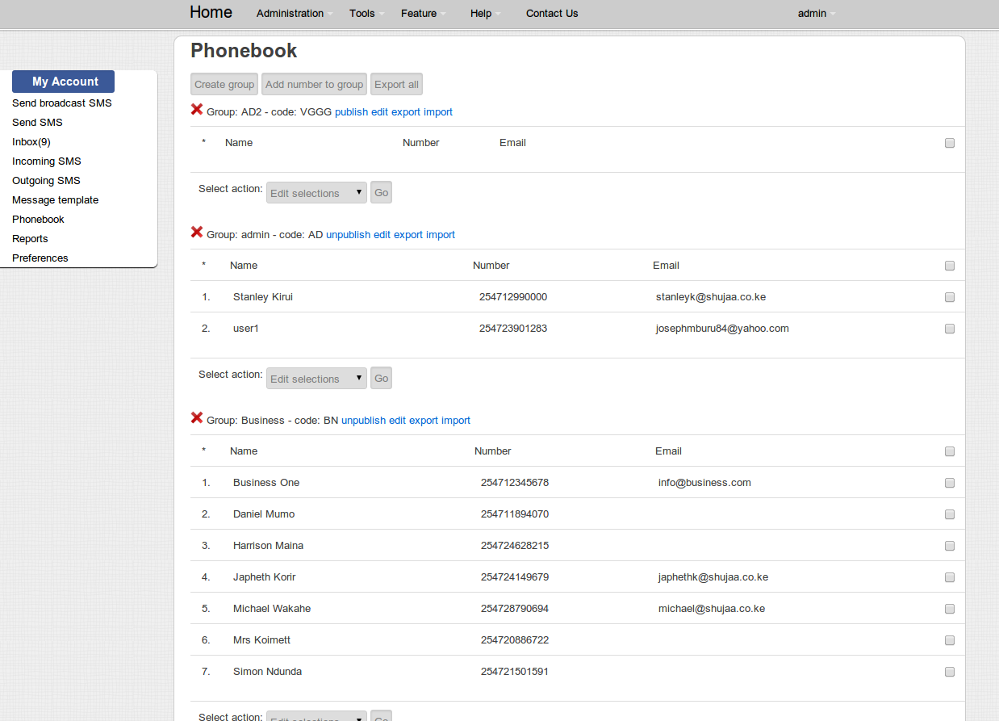 Home Administration Tools Feature Help Contact Us admin
Phonebook
My Account
Send broadcast SMS
Send SMS
Inbox(9)
Incoming SMS
Outgoing SMS
Message template
Phonebook
Reports
Preferences
Create group Add number to group Export all
Group: AD2 - code: VGGG publish edit export import
* Name Number Email
Select action: Edit selections Go
Group: admin - code: AD unpublish edit export import
* Name Number Email
1. Stanley Kirui 254712990000 stanleyk@shujaa.co.ke
2. user1 254723901283 josephmburu84@yahoo.com
Select action: Edit selections Go
Group: Business - code: BN unpublish edit export import
* Name Number Email
1. Business One 254712345678 info@business.com
2. Daniel Mumo 254711894070
3. Harrison Maina 254724628215
4. Japheth Korir 254724149679 japhethk@shujaa.co.ke
5. Michael Wakahe 254728790694 michael@shujaa.co.ke
6. Mrs Koimett 254720886722
7. Simon Ndunda 254721501591
Select action: Edit selections Go